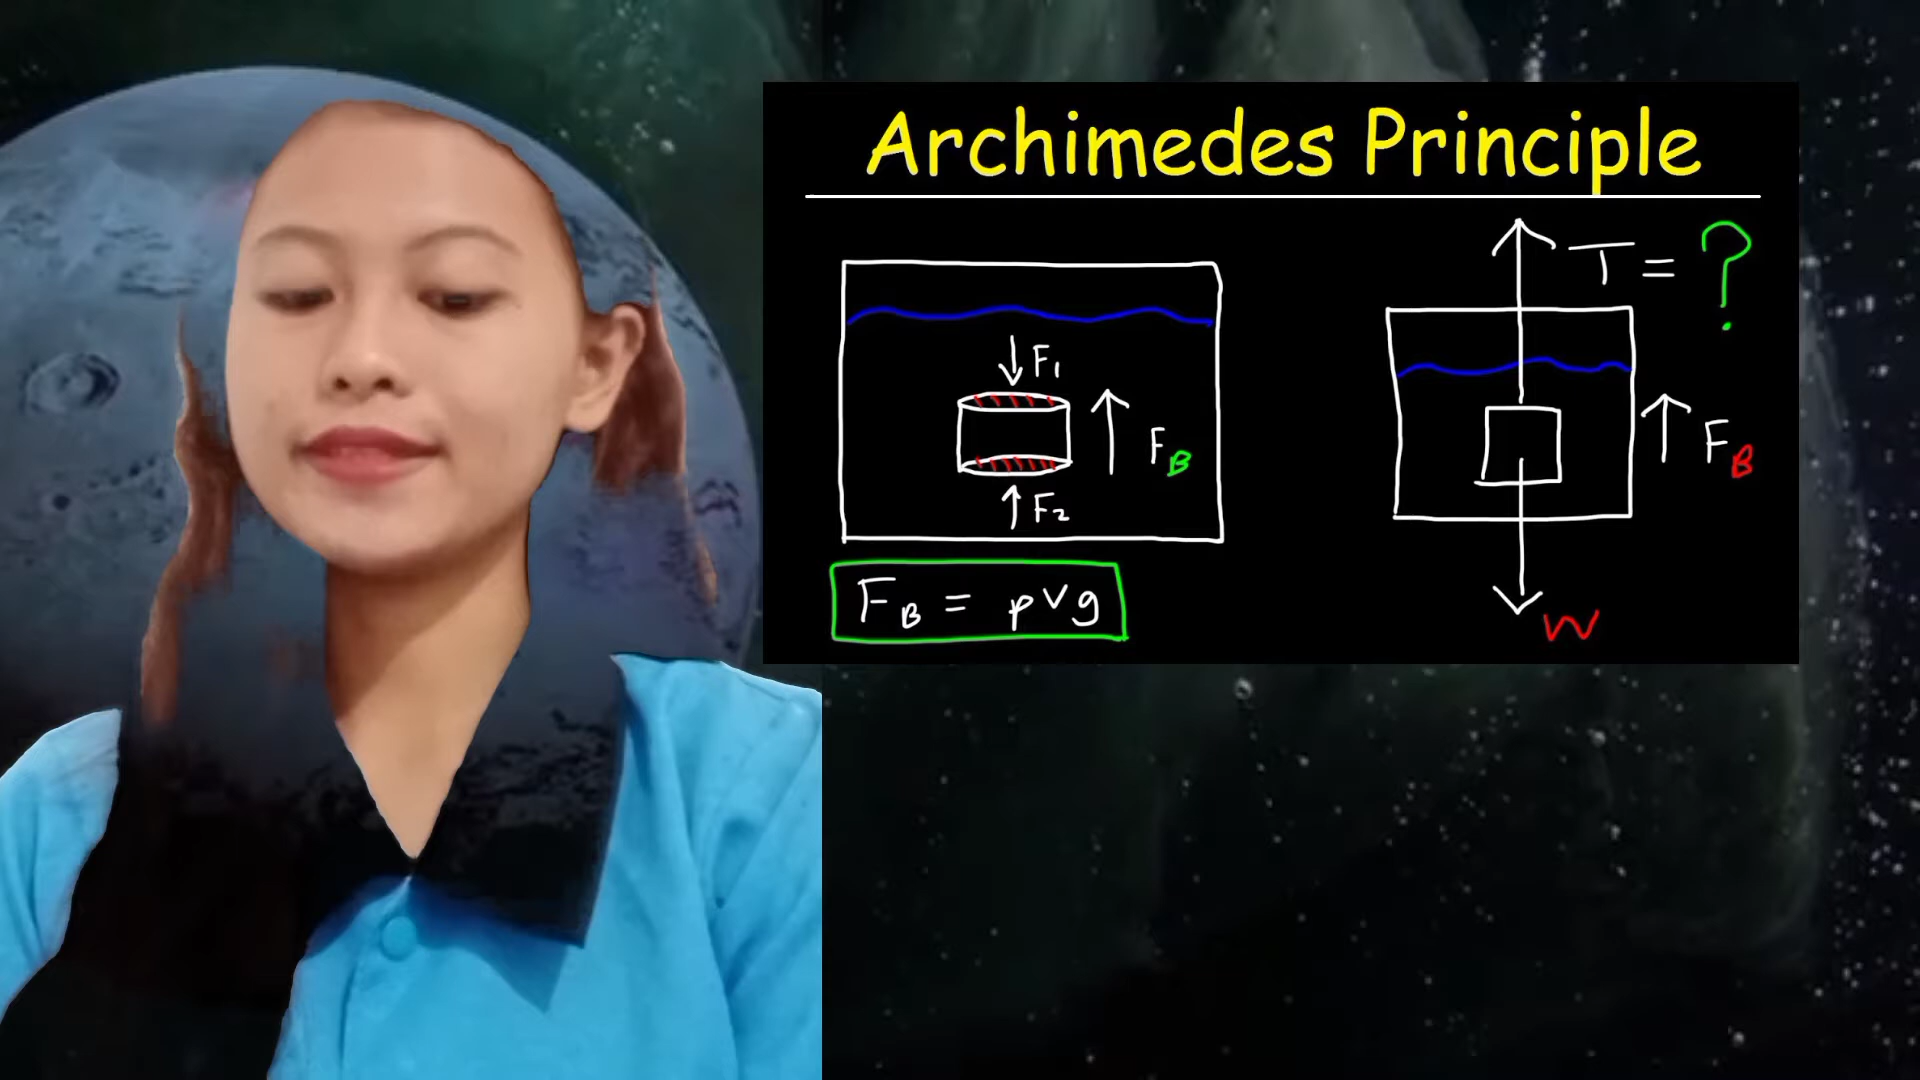 Archimedes Principle
T = ?
F1
FB
F2
FB
FB = ρvg
W